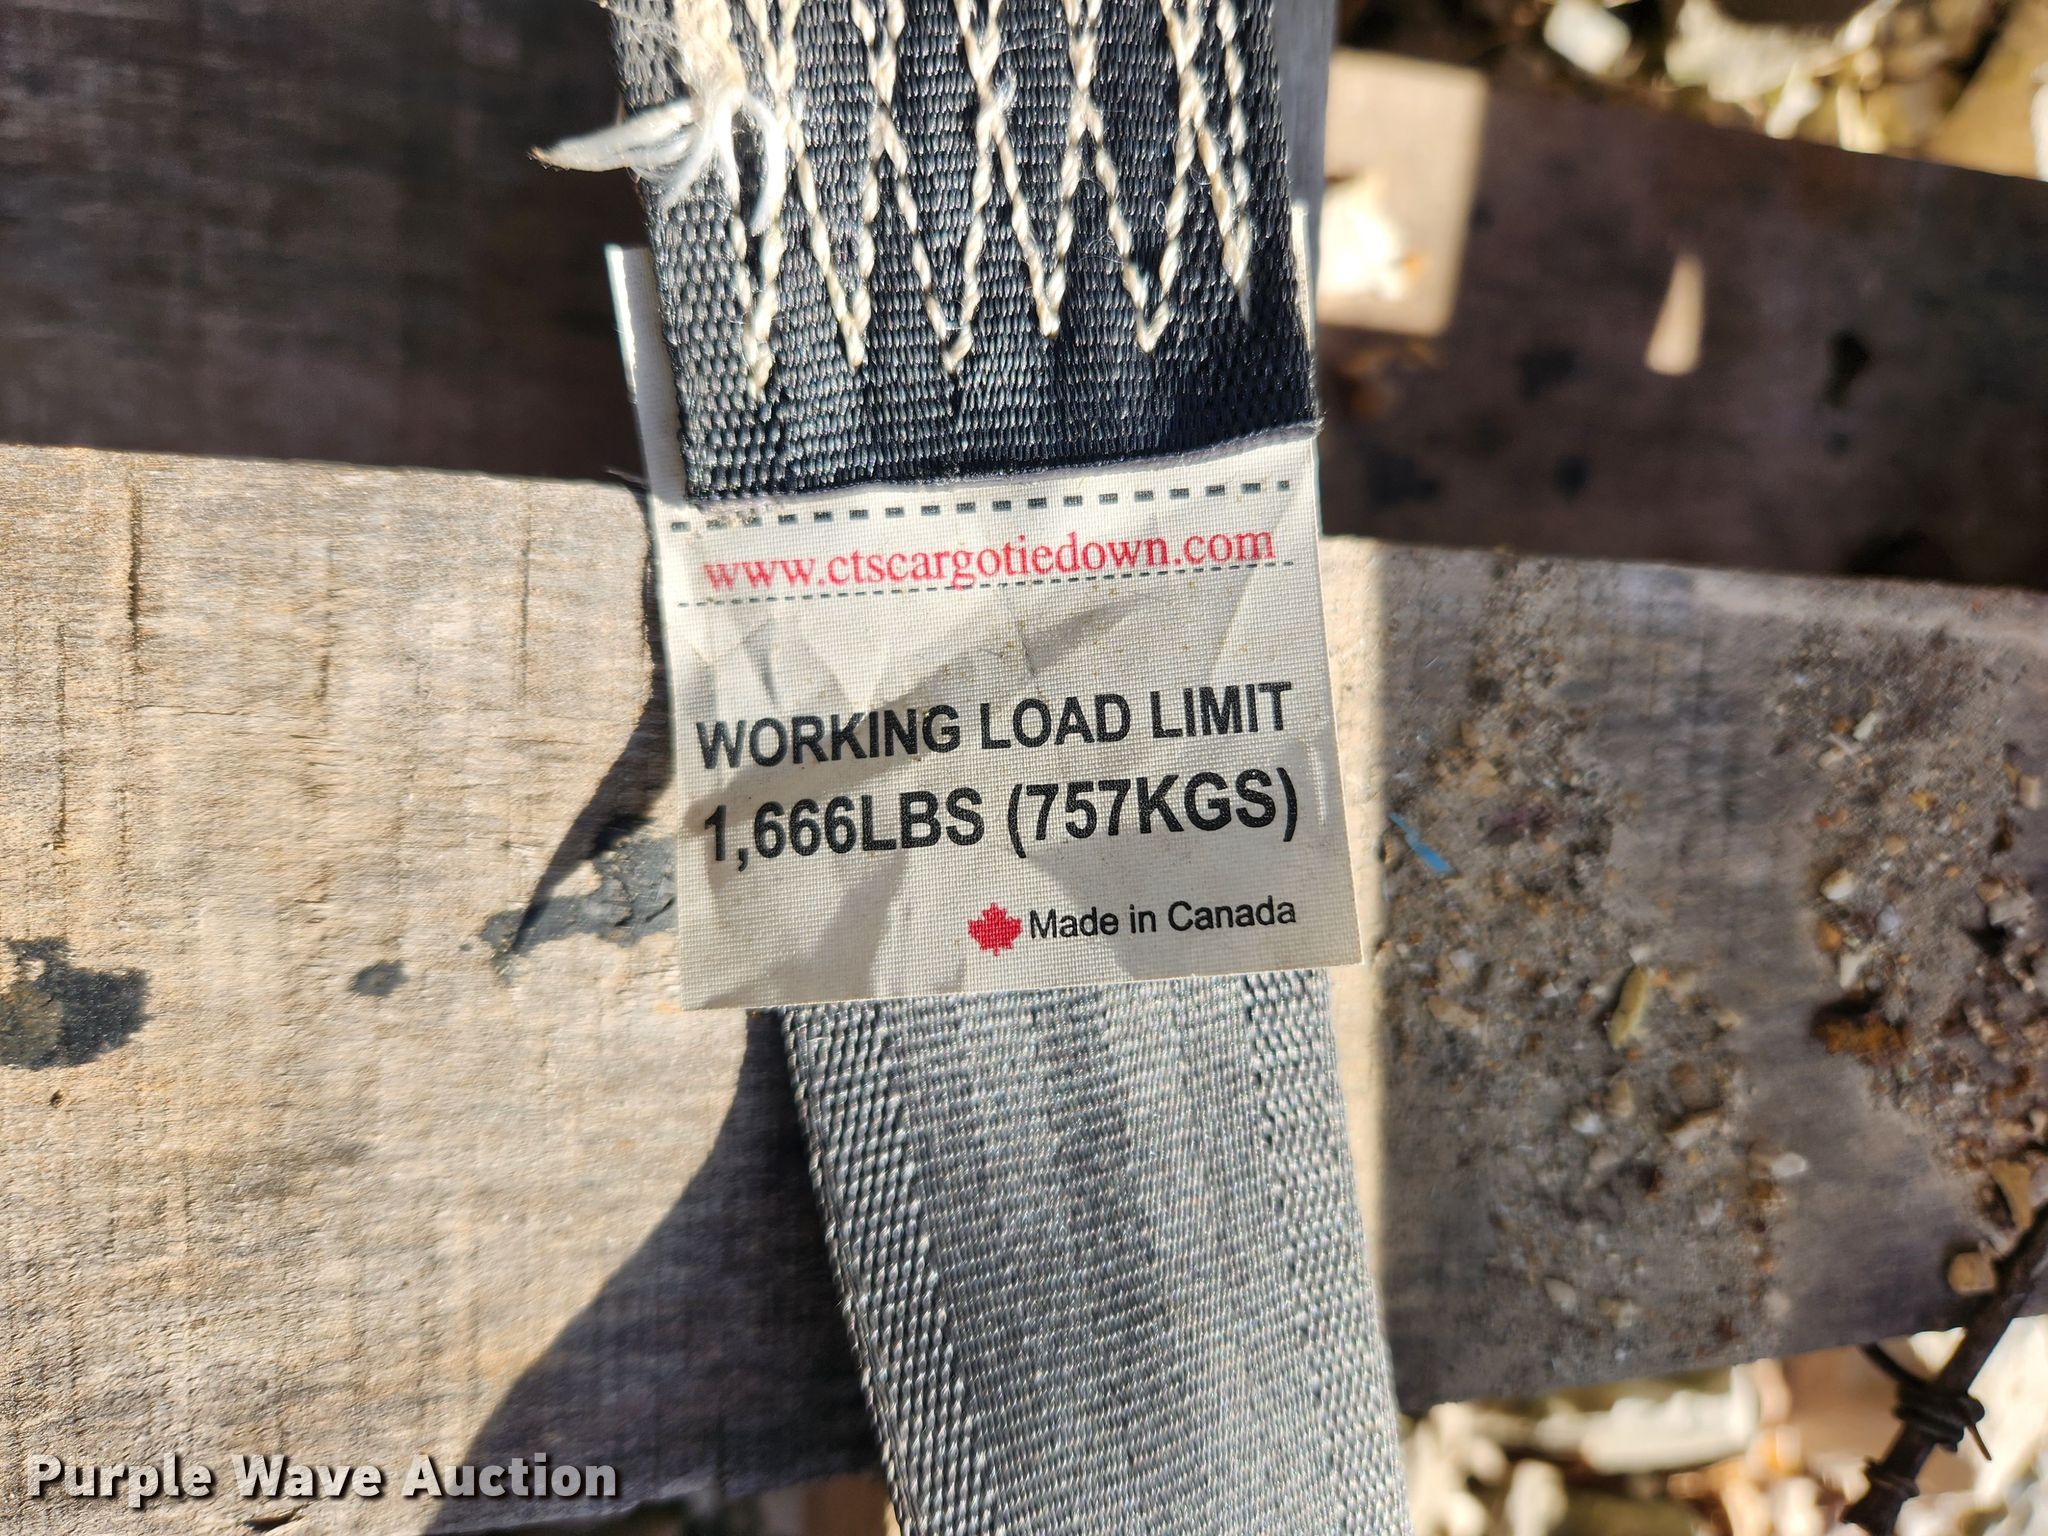 www.ctscargotiedown.com
WORKING LOAD LIMIT
1,666LBS (757KGS)
Made in Canada
Purple Wave Auction